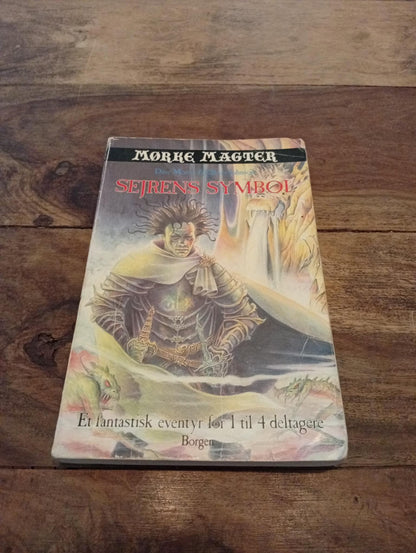 MØRKE MAGTER
SEJRENS SYMBOL
Et fantastisk eventyr for 1 til 4 deltagere
Borgen